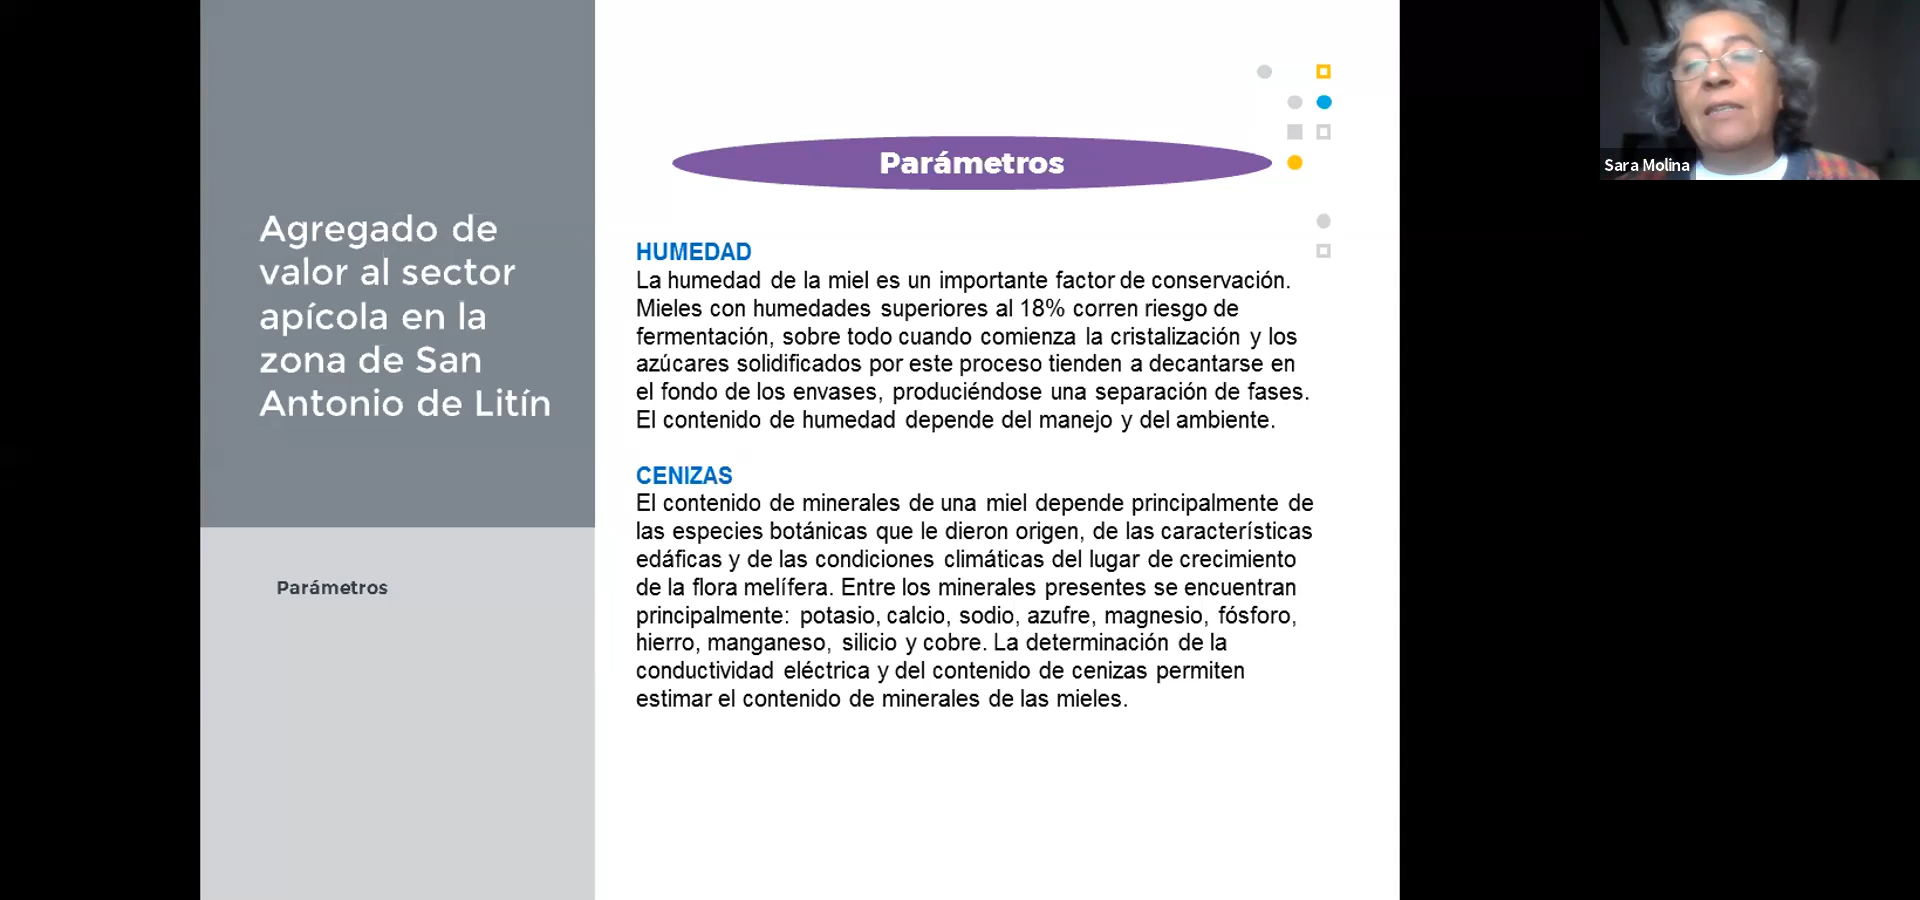 Agregado de
valor al sector
apícola en la
zona de San
Antonio de Litín
Parámetros
Parámetros
HUMEDAD
La humedad de la miel es un importante factor de conservación.
Mieles con humedades superiores al 18% corren riesgo de
fermentación, sobre todo cuando comienza la cristalización y los
azúcares solidificados por este proceso tienden a decantarse en
el fondo de los envases, produciéndose una separación de fases.
El contenido de humedad depende del manejo y del ambiente.
CENIZAS
El contenido de minerales de una miel depende principalmente de
las especies botánicas que le dieron origen, de las características
edáficas y de las condiciones climáticas del lugar de crecimiento
de la flora melífera. Entre los minerales presentes se encuentran
principalmente: potasio, calcio, sodio, azufre, magnesio, fósforo,
hierro, manganeso, silicio y cobre. La determinación de la
conductividad eléctrica y del contenido de cenizas permiten
estimar el contenido de minerales de las mieles.
Sara Molina